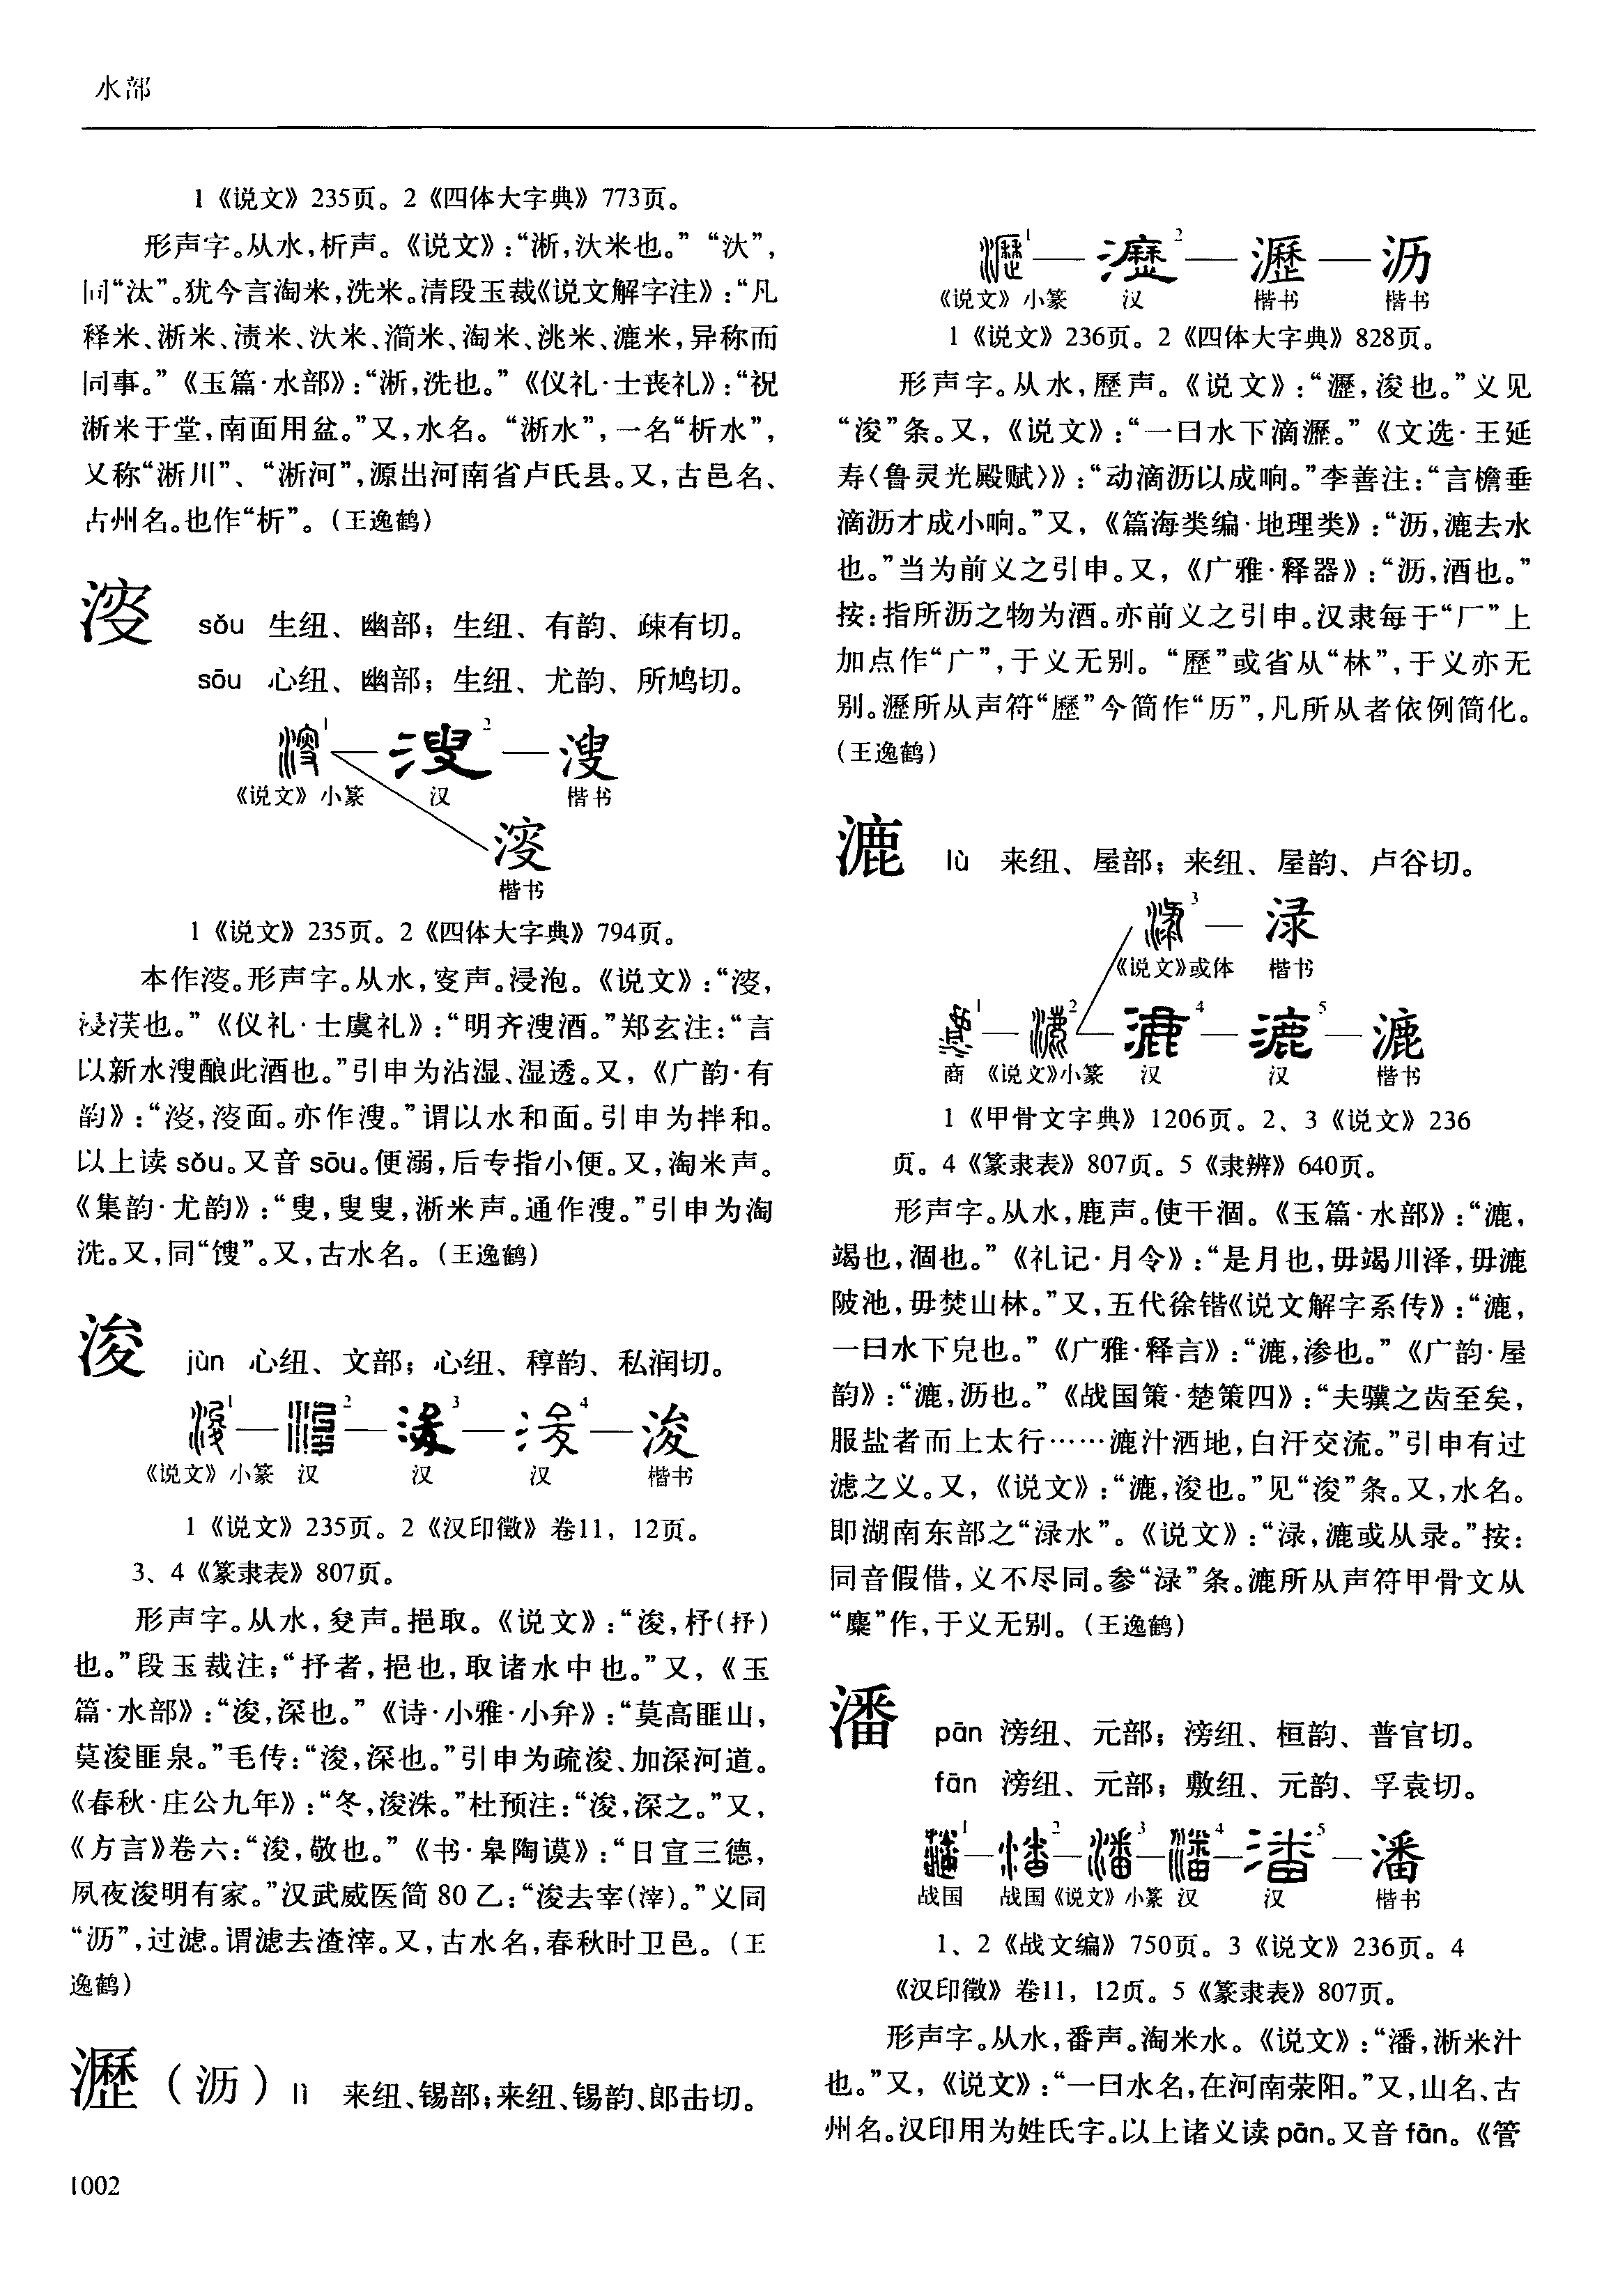 水部
1《说文》235页。2《四体大字典》773页。
形声字。从水,析声。《说文》:“淅,汏米也。”“汏”,
同“汰”。犹今言淘米,洗米。清段玉裁《说文解字注》:“凡
释米、淅米、渍米、汏米、㵎米、淘米、洮米、漉米,异称而
同事。”《玉篇·水部》:“淅,洗也。”《仪礼·士丧礼》:“祝
淅米于堂,南面用盆。”又,水名。“淅水”,一名“析水”,
又称“淅川”、“淅河”,源出河南省卢氏县。又,古邑名、
古州名。也作“析”。(王逸鹤)
滫 sǒu 生纽、幽部;生纽、有韵、疎有切。
sōu 心纽、幽部;生纽、尤韵、所鸠切。
溲
《说文》小篆 汉 楷书
楷书
1《说文》235页。2《四体大字典》794页。
本作㴑。形声字。从水,叜声。浸泡。《说文》:“㴑,
浸沃也。”《仪礼·士虞礼》:“明齐溲酒。”郑玄注:“言
以新水溲酿此酒也。”引申为沾湿、湿透。又,《广韵·有
韵》:“㴑,㴑面。亦作溲。”谓以水和面。引申为拌和。
以上读 sǒu。又音 sōu。便溺,后专指小便。又,淘米声。
《集韵·尤韵》:“叟,叟叟,淅米声。通作溲。”引申为淘
洗。又,同“馊”。又,古水名。(王逸鹤)
浚 jùn 心纽、文部;心纽、稕韵、私润切。
浚
《说文》小篆 汉 汉 汉 楷书
1《说文》235页。2《汉印徵》卷11,12页。
3、4《篆隶表》807页。
形声字。从水,夋声。挹取。《说文》:“浚,杼(抒)
也。”段玉裁注;“抒者,挹也,取诸水中也。”又,《玉
篇·水部》:“浚,深也。”《诗·小雅·小弁》:“莫高匪山,
莫浚匪泉。”毛传:“浚,深也。”引申为疏浚、加深河道。
《春秋·庄公九年》:“冬,浚洙。”杜预注:“浚,深之。”又,
《方言》卷六:“浚,敬也。”《书·皋陶谟》:“日宣三德,
夙夜浚明有家。”汉武威医简 80 乙:“浚去宰(滓)。”义同
“沥”,过滤。谓滤去渣滓。又,古水名,春秋时卫邑。(王
逸鹤)
瀝(沥)lì 来纽、锡部;来纽、锡韵、郎击切。
1002
瀝 沥
《说文》小篆 汉 楷书 楷书
1《说文》236页。2《四体大字典》828页。
形声字。从水,歷声。《说文》:“瀝,浚也。”义见
“浚”条。又,《说文》:“一曰水下滴瀝。”《文选·王延
寿〈鲁灵光殿赋〉》:“动滴沥以成响。”李善注:“言檐垂
滴沥才成小响。”又,《篇海类编·地理类》:“沥,漉去水
也。”当为前义之引申。又,《广雅·释器》:“沥,酒也。”
按:指所沥之物为酒。亦前义之引申。汉隶每于“厂”上
加点作“广”,于义无别。“歷”或省从“林”,于义亦无
别。瀝所从声符“歷”今简作“历”,凡所从者依例简化。
(王逸鹤)
漉 lù 来纽、屋部;来纽、屋韵、卢谷切。
渌
《说文》或体 楷书
漉
商 《说文》小篆 汉 汉 楷书
1《甲骨文字典》1206页。2、3《说文》236
页。4《篆隶表》807页。5《隶辨》640页。
形声字。从水,鹿声。使干涸。《玉篇·水部》:“漉,
竭也,涸也。”《礼记·月令》:“是月也,毋竭川泽,毋漉
陂池,毋焚山林。”又,五代徐锴《说文解字系传》:“漉,
一曰水下皃也。”《广雅·释言》:“漉,渗也。”《广韵·屋
韵》:“漉,沥也。”《战国策·楚策四》:“夫骥之齿至矣,
服盐者而上太行……漉汁洒地,白汗交流。”引申有过
滤之义。又,《说文》:“漉,浚也。”见“浚”条。又,水名。
即湖南东部之“渌水”。《说文》:“渌,漉或从录。”按:
同音假借,义不尽同。参“渌”条。漉所从声符甲骨文从
“麋”作,于义无别。(王逸鹤)
潘 pān 滂纽、元部;滂纽、桓韵、普官切。
fān 滂纽、元部;敷纽、元韵、孚袁切。
潘
战国 战国 《说文》小篆 汉 汉 楷书
1、2《战文编》750页。3《说文》236页。4
《汉印徵》卷11,12页。5《篆隶表》807页。
形声字。从水,番声。淘米水。《说文》:“潘,淅米汁
也。”又,《说文》:“一曰水名,在河南荥阳。”又,山名、古
州名。汉印用为姓氏字。以上诸义读 pān。又音 fān。《管